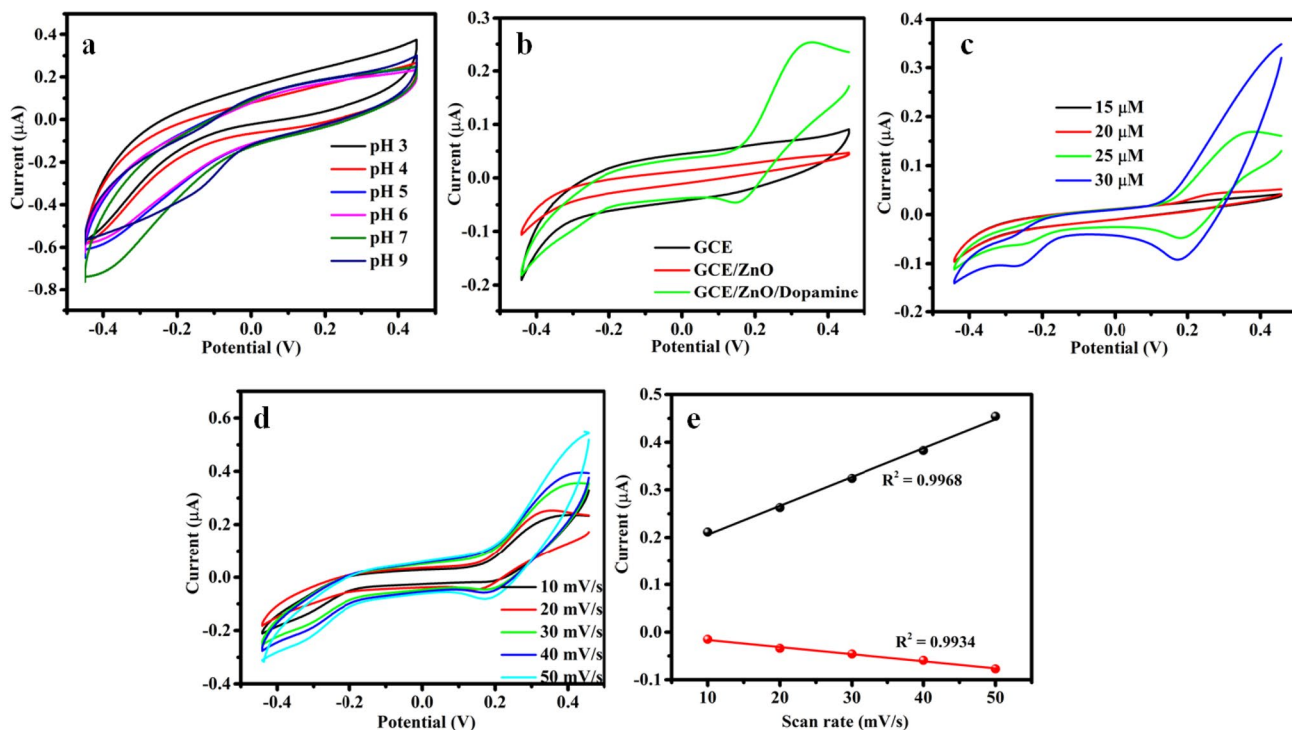 a
0.4
0.2
0.0
-0.2
-0.4
-0.6
-0.8
Current (μA)
-0.4 -0.2 0.0 0.2 0.4
Potential (V)
pH 3
pH 4
pH 5
pH 6
pH 7
pH 9
b
0.3
0.2
0.1
0.0
-0.1
0.2
Current (μA)
-0.4 -0.2 0.0 0.2 0.4
Potential (V)
GCE
GCE/ZnO
GCE/ZnO/Dopamine
c
0.4
0.3
0.2
0.1
0.0
-0.1
-0.2
Current (μA)
-0.4 -0.2 0.0 0.2 0.4
Potential (V)
15 μM
20 μM
25 μM
30 μM
d
0.6
0.4
0.2
0.0
-0.2
-0.4
Current (μA)
-0.4 -0.2 0.0 0.2 0.4
Potential (V)
10 mV/s
20 mV/s
30 mV/s
40 mV/s
50 mV/s
e
0.5
0.4
0.3
0.2
0.0
-0.1
Current (μA)
10 20 30 40 50
Scan rate (mV/s)
R² = 0.9968
R² = 0.9934